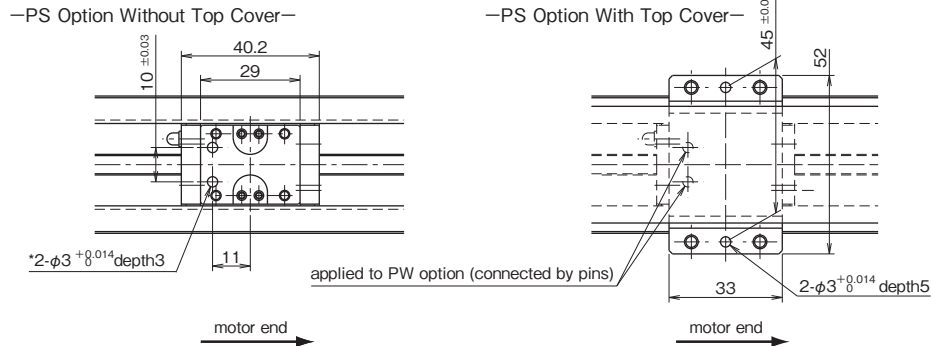 −PS Option Without Top Cover−
−PS Option With Top Cover−
10 ±0.03
40.2
29
45 ±0.0
52
*2-φ3 +0.014 0 depth3
11
applied to PW option (connected by pins)
33
2-φ3 +0.014 0 depth5
motor end
motor end